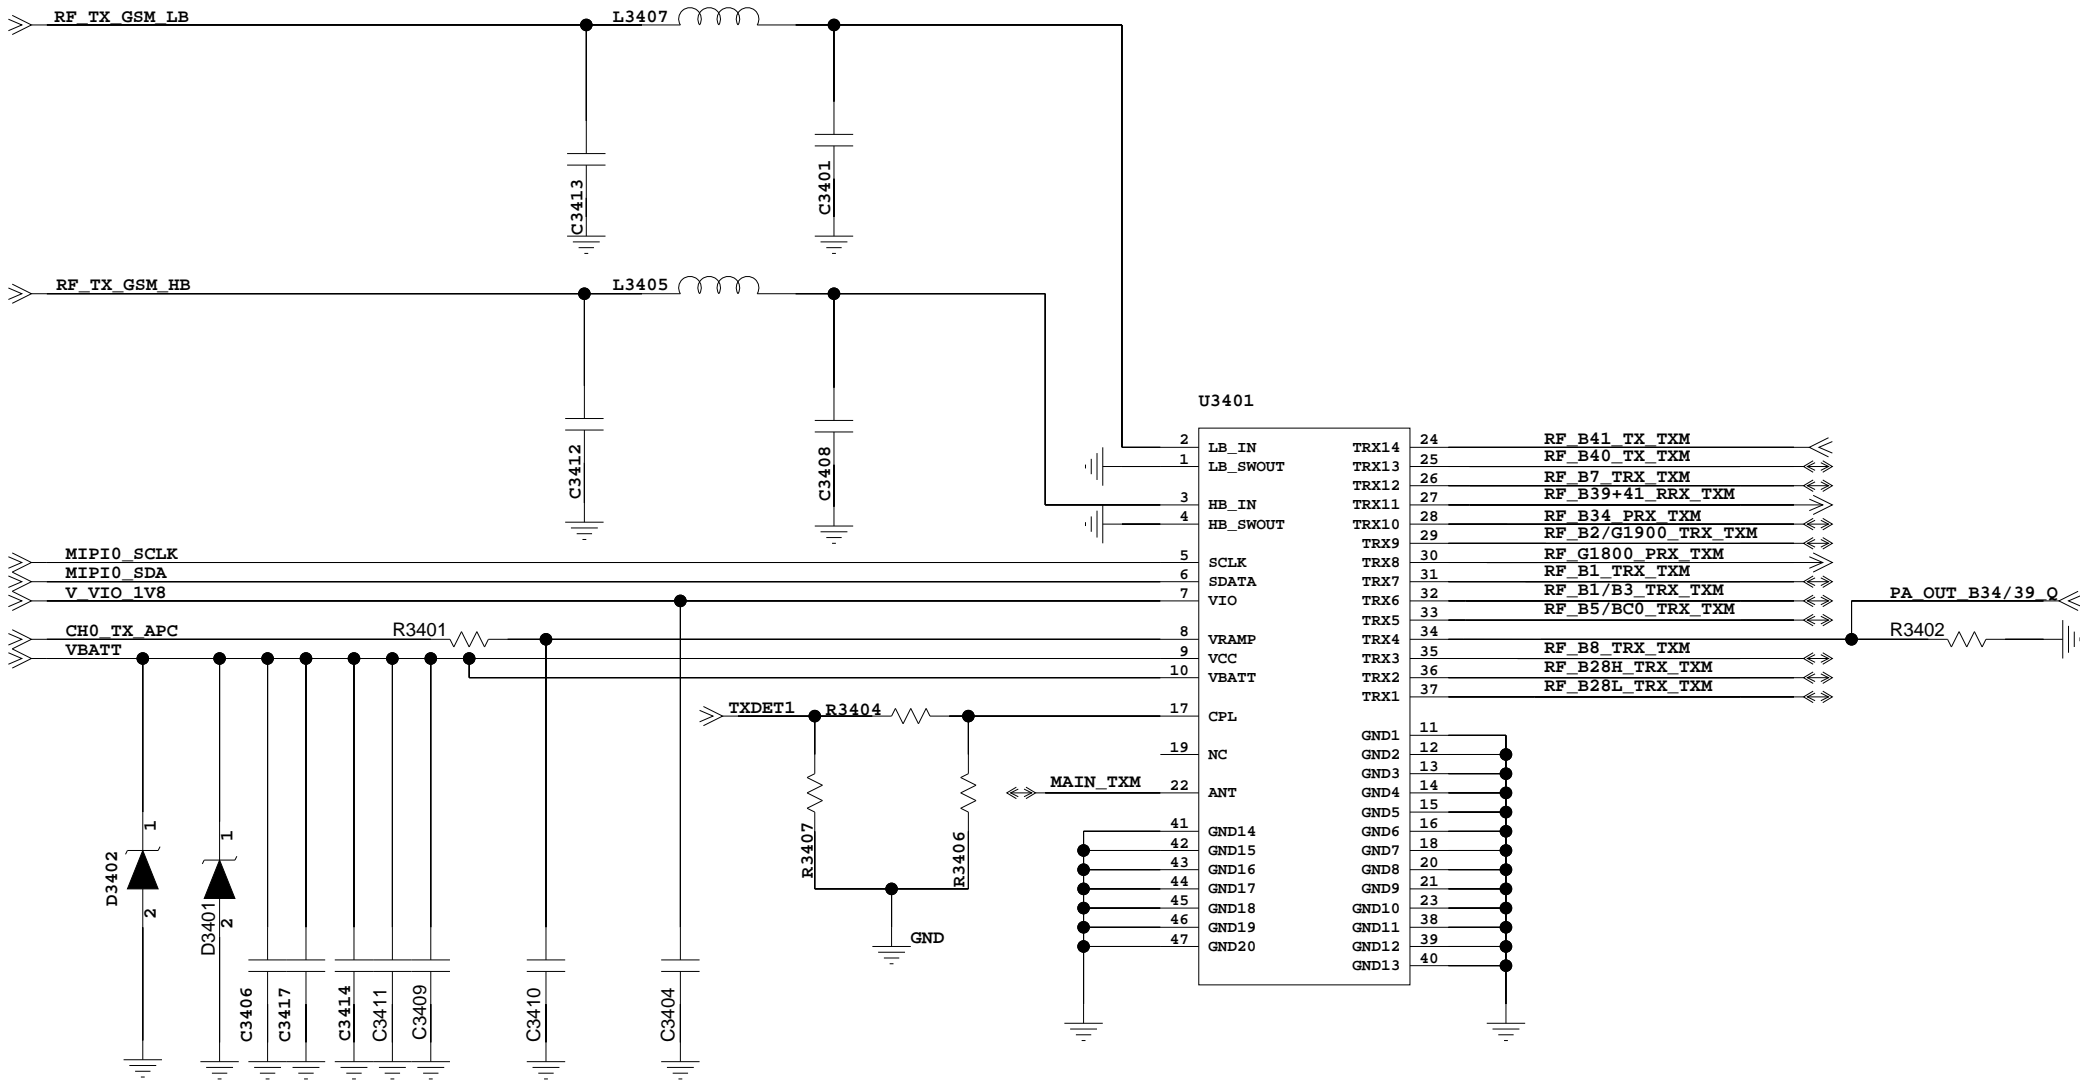 RF_TX_GSM_LB
L3407
C3413
C3401
RF_TX_GSM_HB
L3405
C3412
C3408
U3401
2 LB_IN TRX14 24 RF_B41_TX_TXM
1 LB_SWOUT TRX13 25 RF_B40_TX_TXM
TRX12 26 RF_B7_TRX_TXM
3 HB_IN TRX11 27 RF_B39+41_RRX_TXM
4 HB_SWOUT TRX10 28 RF_B34_PRX_TXM
TRX9 29 RF_B2/G1900_TRX_TXM
MIPI0_SCLK 5 SCLK TRX8 30 RF_G1800_PRX_TXM
MIPI0_SDA 6 SDATA TRX7 31 RF_B1_TRX_TXM
V_VIO_1V8 7 VIO TRX6 32 RF_B1/B3_TRX_TXM PA_OUT_B34/39_Q
TRX5 33 RF_B5/BC0_TRX_TXM
CH0_TX_APC R3401 8 VRAMP TRX4 34 R3402
VBATT 9 VCC TRX3 35 RF_B8_TRX_TXM
10 VBATT TRX2 36 RF_B28H_TRX_TXM
TRX1 37 RF_B28L_TRX_TXM
TXDET1 R3404 17 CPL
GND1 11
19 NC GND2 12
GND3 13
MAIN_TXM 22 ANT GND4 14
GND5 15
41 GND14 GND6 16
42 GND15 GND7 18
43 GND16 GND8 20
44 GND17 GND9 21
45 GND18 GND10 23
46 GND19 GND11 38
47 GND20 GND12 39
GND13 40
R3407
R3406
GND
1
D3402
2
1
D3401
2
C3406
C3417
C3414
C3411
C3409
C3410
C3404